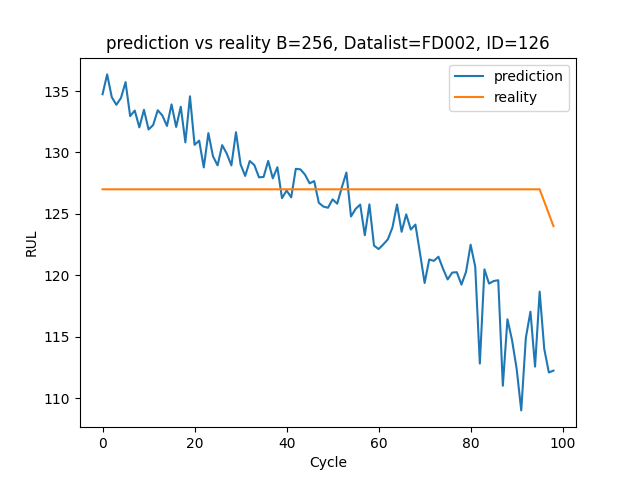 prediction vs reality B=256, Datalist=FD002, ID=126
prediction
reality
135
130
125
120
115
110
RUL
0 20 40 60 80 100
Cycle